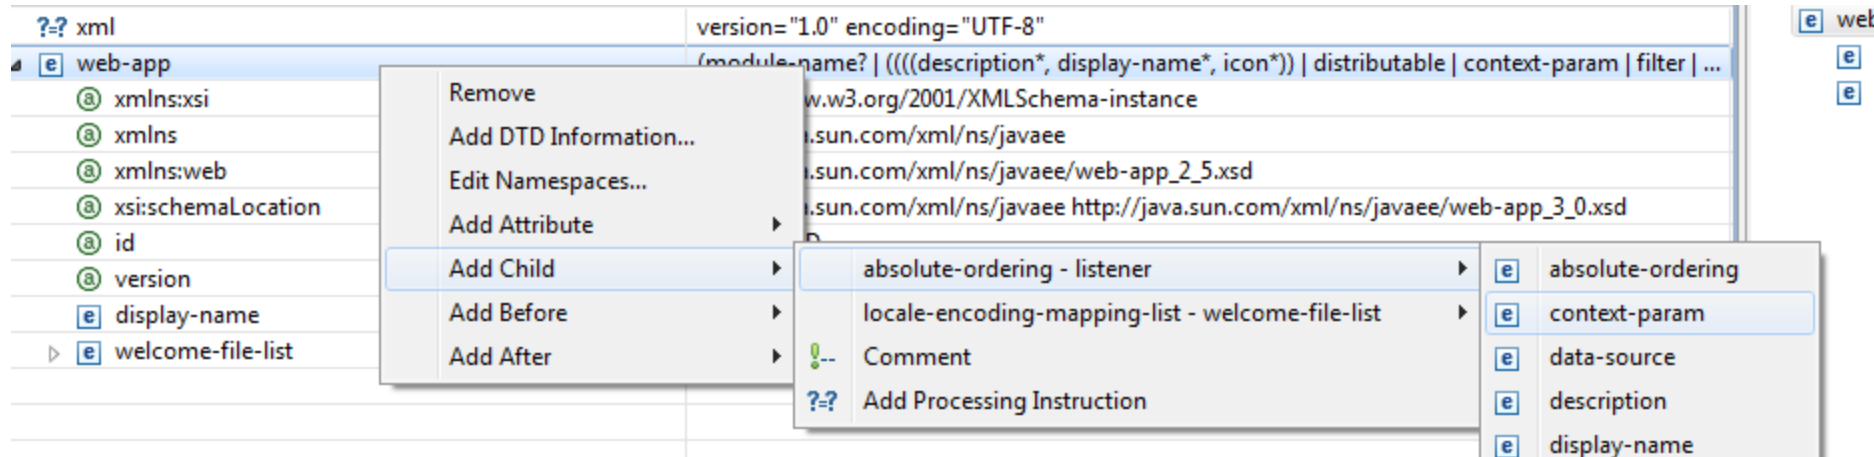 ?=? xml version="1.0" encoding="UTF-8"
e web-app (module-name? | ((((description*, display-name*, icon*)) | distributable | context-param | filter | ...
a xmlns:xsi w.w3.org/2001/XMLSchema-instance
a xmlns .sun.com/xml/ns/javaee
a xmlns:web .sun.com/xml/ns/javaee/web-app_2_5.xsd
a xsi:schemaLocation .sun.com/xml/ns/javaee http://java.sun.com/xml/ns/javaee/web-app_3_0.xsd
a id
a version
e display-name
e welcome-file-list
Remove
Add DTD Information...
Edit Namespaces...
Add Attribute
Add Child
Add Before
Add After
absolute-ordering - listener
locale-encoding-mapping-list - welcome-file-list
!-- Comment
?=? Add Processing Instruction
e absolute-ordering
e context-param
e data-source
e description
e display-name
e web
e
e